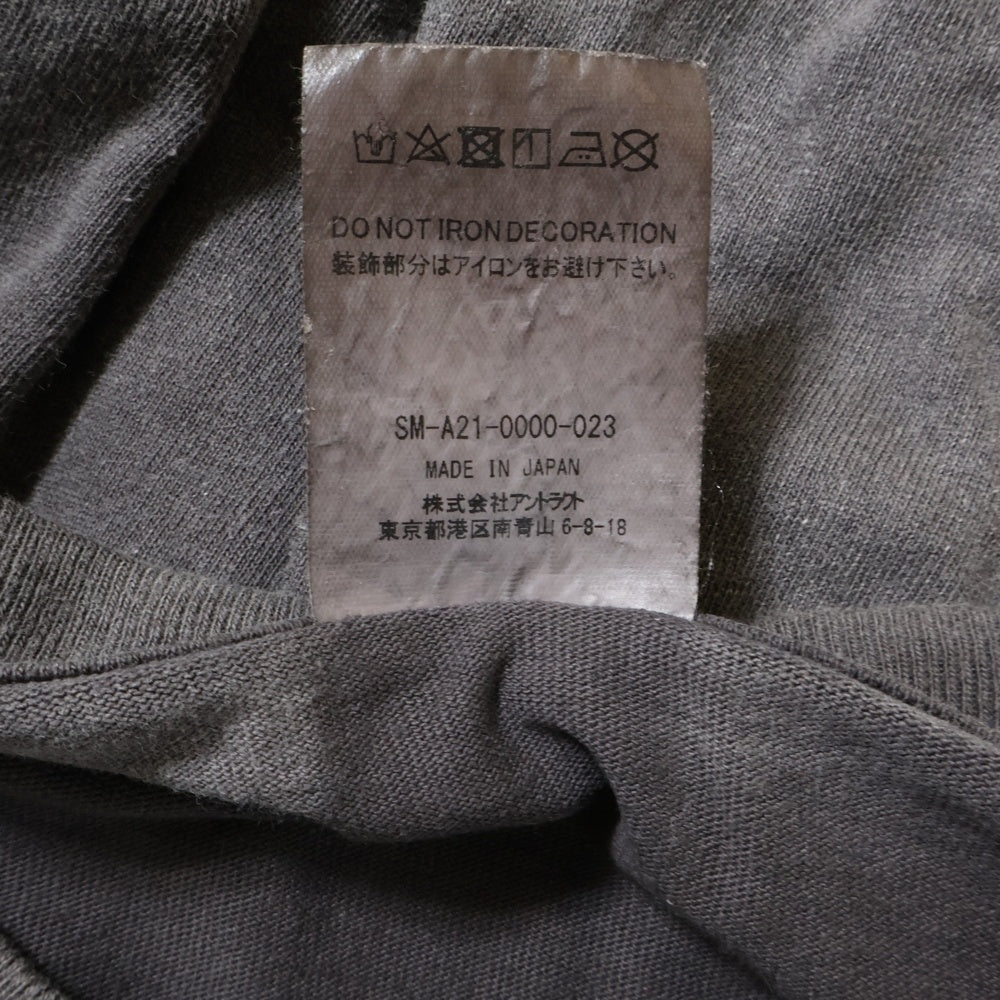 DO NOT IRON DECORATION
装飾部分はアイロンをお避け下さい。
SM-A21-0000-023
MADE IN JAPAN
株式会社アントラクト
東京都港区南青山 6-8-18